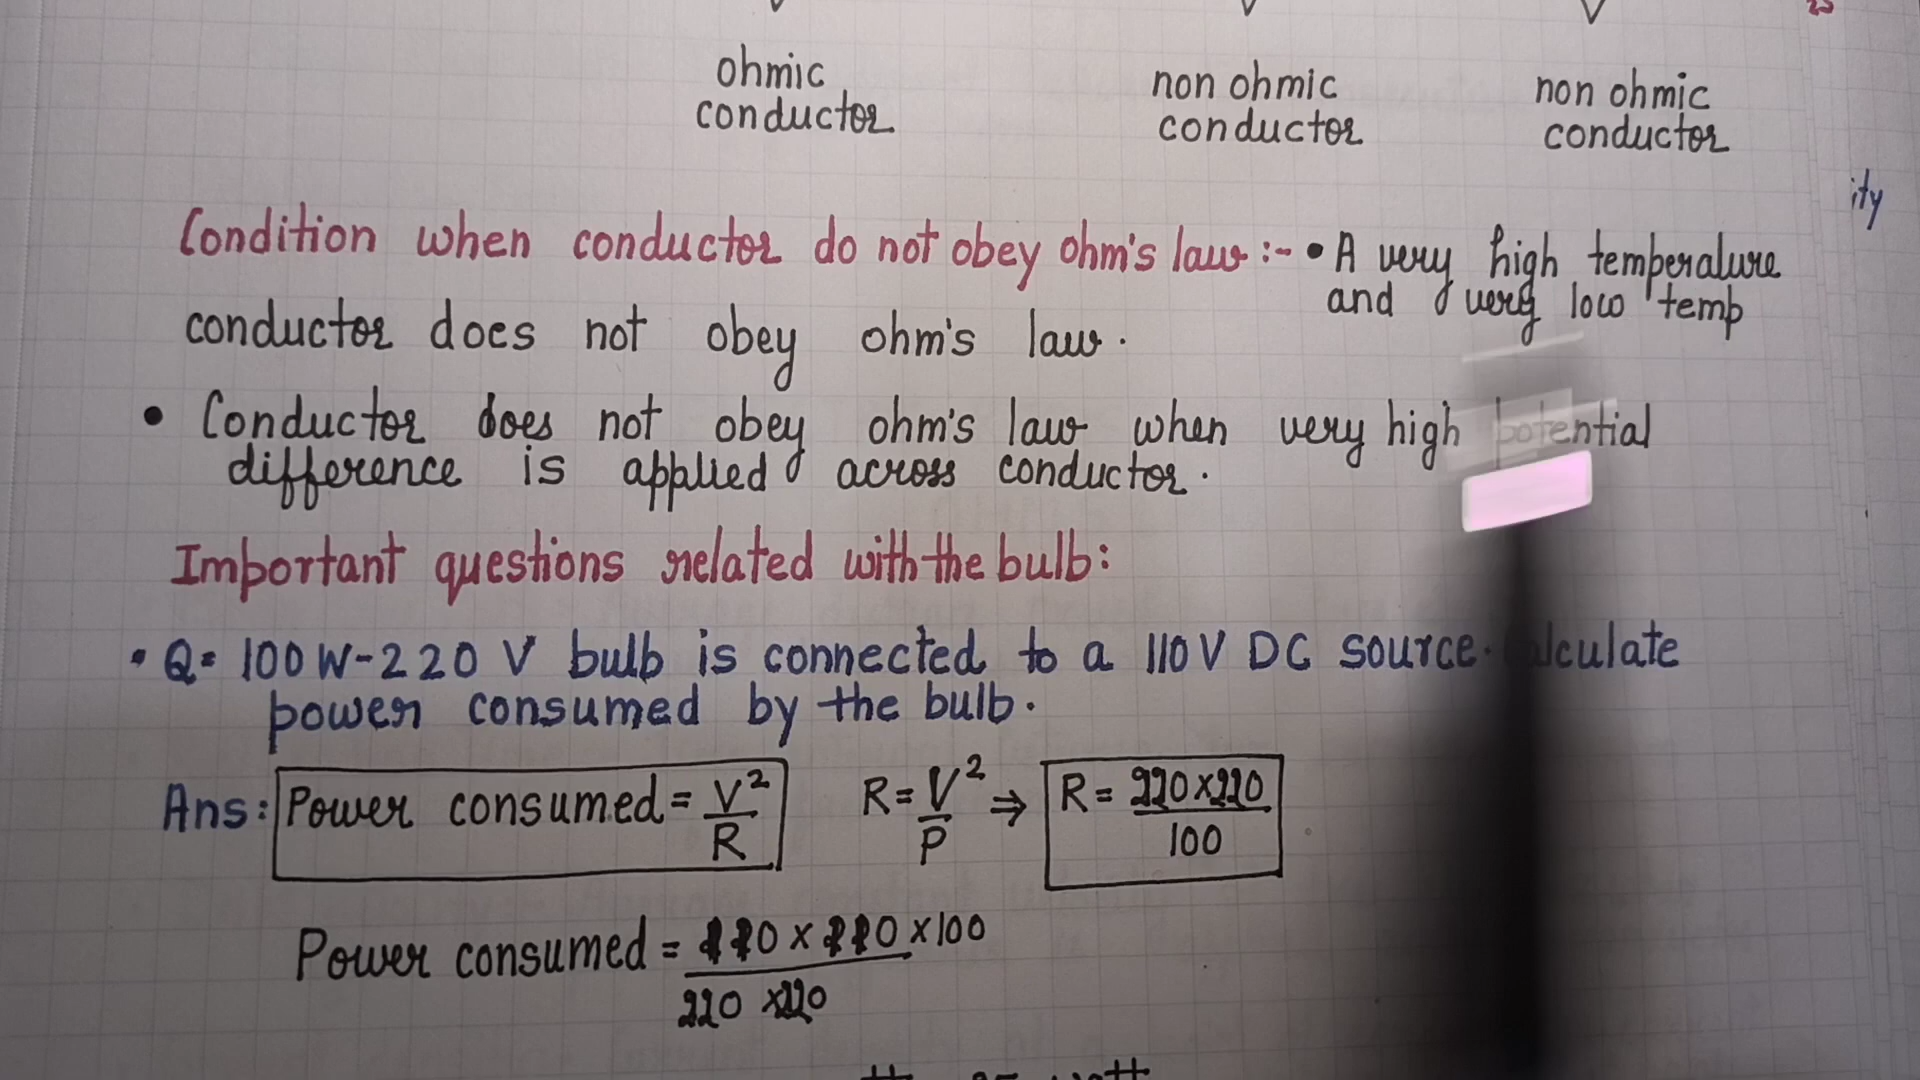 ohmic
conductor
non ohmic
conductor
non ohmic
conductor
ity
Condition when conductor do not obey ohm's law :- • A very high temperature
and very low temp
conductor does not obey ohm's law.
• Conductor does not obey ohm's law when very high potential
difference is applied across conductor.
Important questions related with the bulb:
• Q= 100W-220 V bulb is connected to a 110V DC source.
power consumed by the bulb.
Ans: Power consumed = V²/R R = V²/P ⇒ R = 220×220/100
Power consumed = 110 × 110 × 100
220 × 220